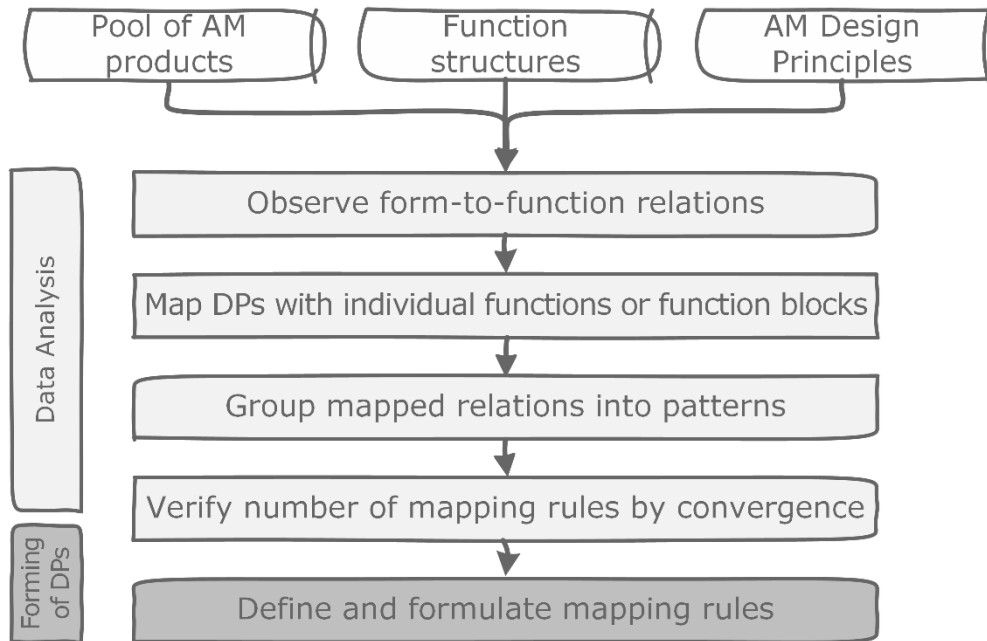 Pool of AM
products
Function
structures
AM Design
Principles
Data Analysis
Observe form-to-function relations
Map DPs with individual functions or function blocks
Group mapped relations into patterns
Verify number of mapping rules by convergence
Forming
of DPs
Define and formulate mapping rules